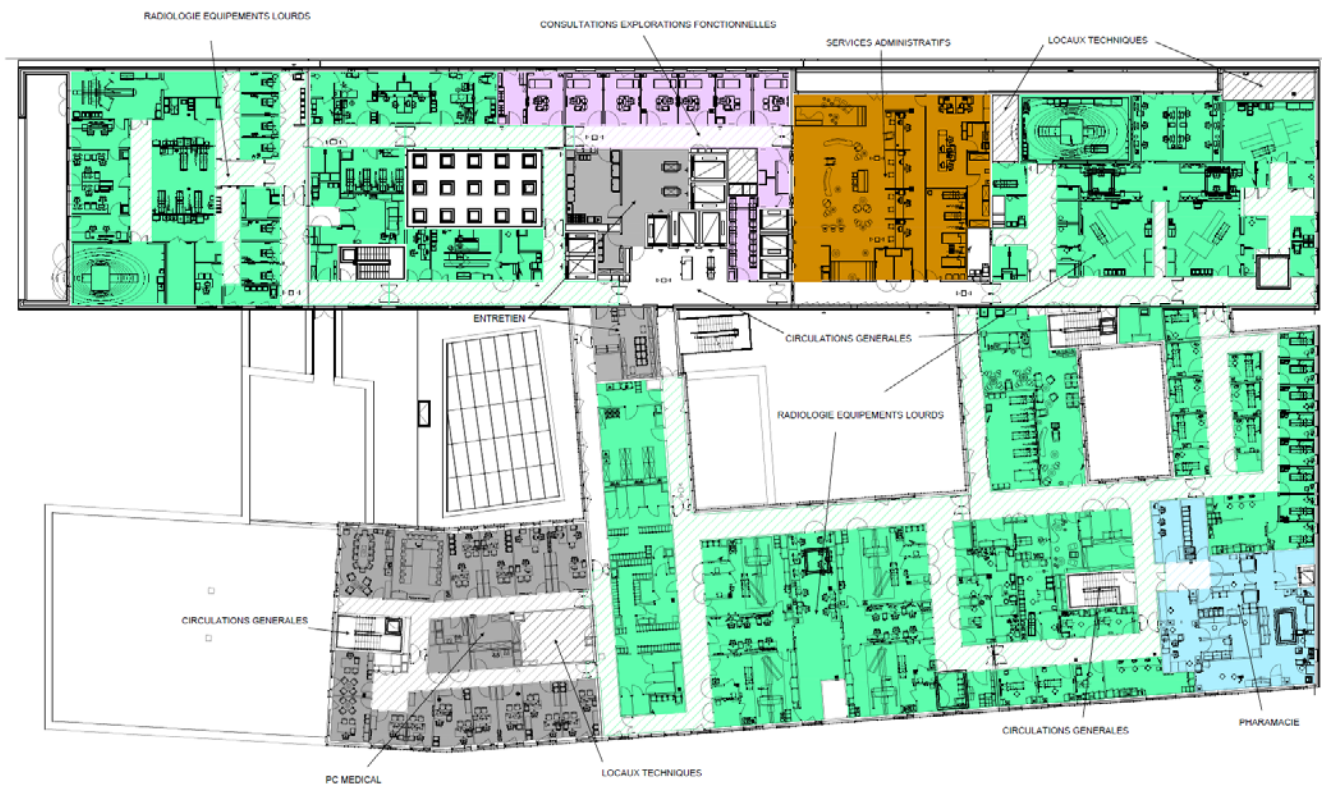 RADIOLOGIE EQUIPEMENTS LOURDS
CONSULTATIONS EXPLORATIONS FONCTIONNELLES
SERVICES ADMINISTRATIFS
LOCAUX TECHNIQUES
ENTRETIEN
CIRCULATIONS GENERALES
RADIOLOGIE EQUIPEMENTS LOURDS
CIRCULATIONS GENERALES
CIRCULATIONS GENERALES
PHARAMACIE
LOCAUX TECHNIQUES
PC MEDICAL